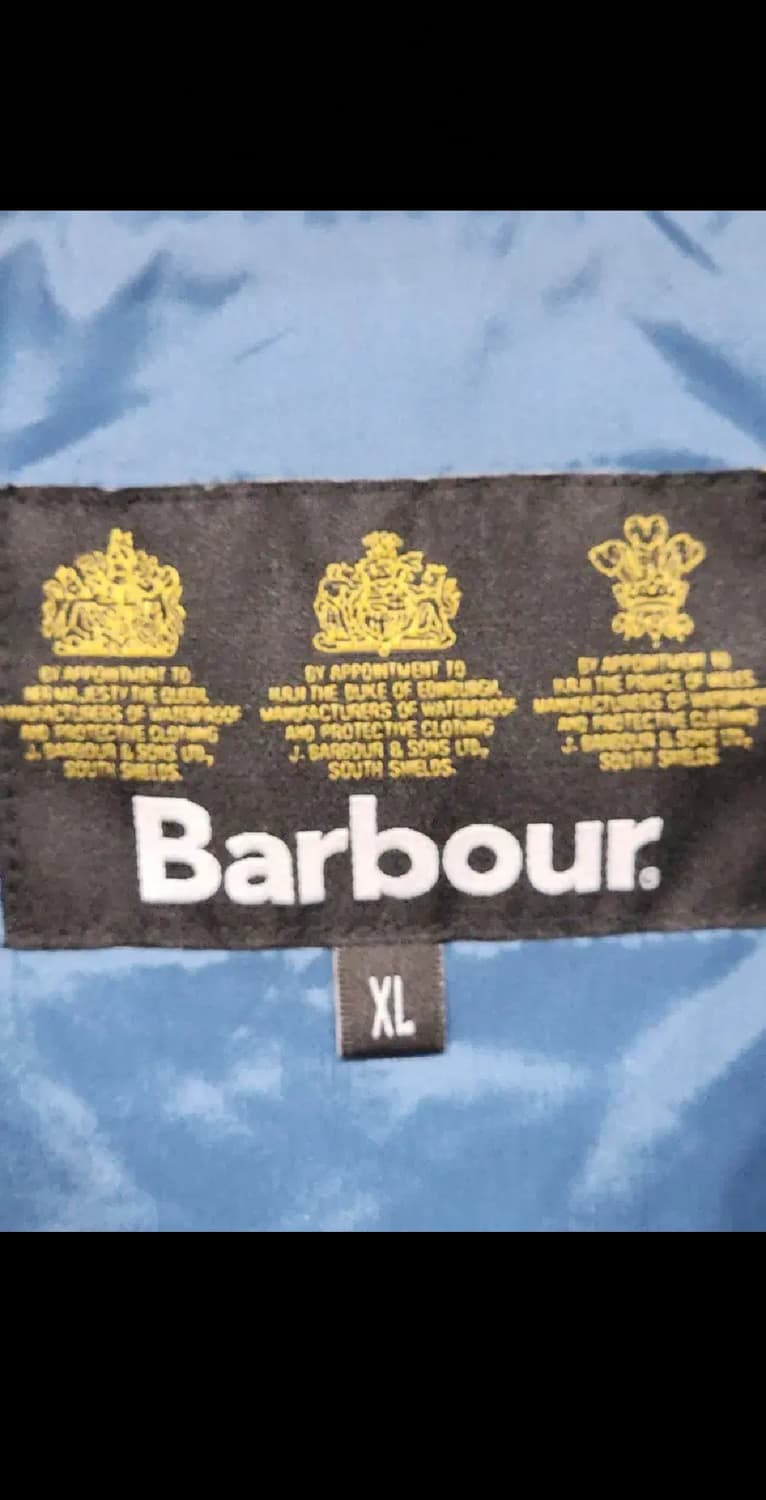 BY APPOINTMENT TO
HER MAJESTY THE QUEEN,
MANUFACTURERS OF WATERPROOF
AND PROTECTIVE CLOTHING
J. BARBOUR & SONS LTD.,
SOUTH SHIELDS.
BY APPOINTMENT TO
H.R.H THE DUKE OF EDINBURGH,
MANUFACTURERS OF WATERPROOF
AND PROTECTIVE CLOTHING
J. BARBOUR & SONS LTD.,
SOUTH SHIELDS.
BY APPOINTMENT TO
H.R.H THE PRINCE OF WALES
MANUFACTURERS OF WATERPROOF
AND PROTECTIVE CLOTHING
J. BARBOUR & SONS LTD.,
SOUTH SHIELDS.
Barbour.
XL